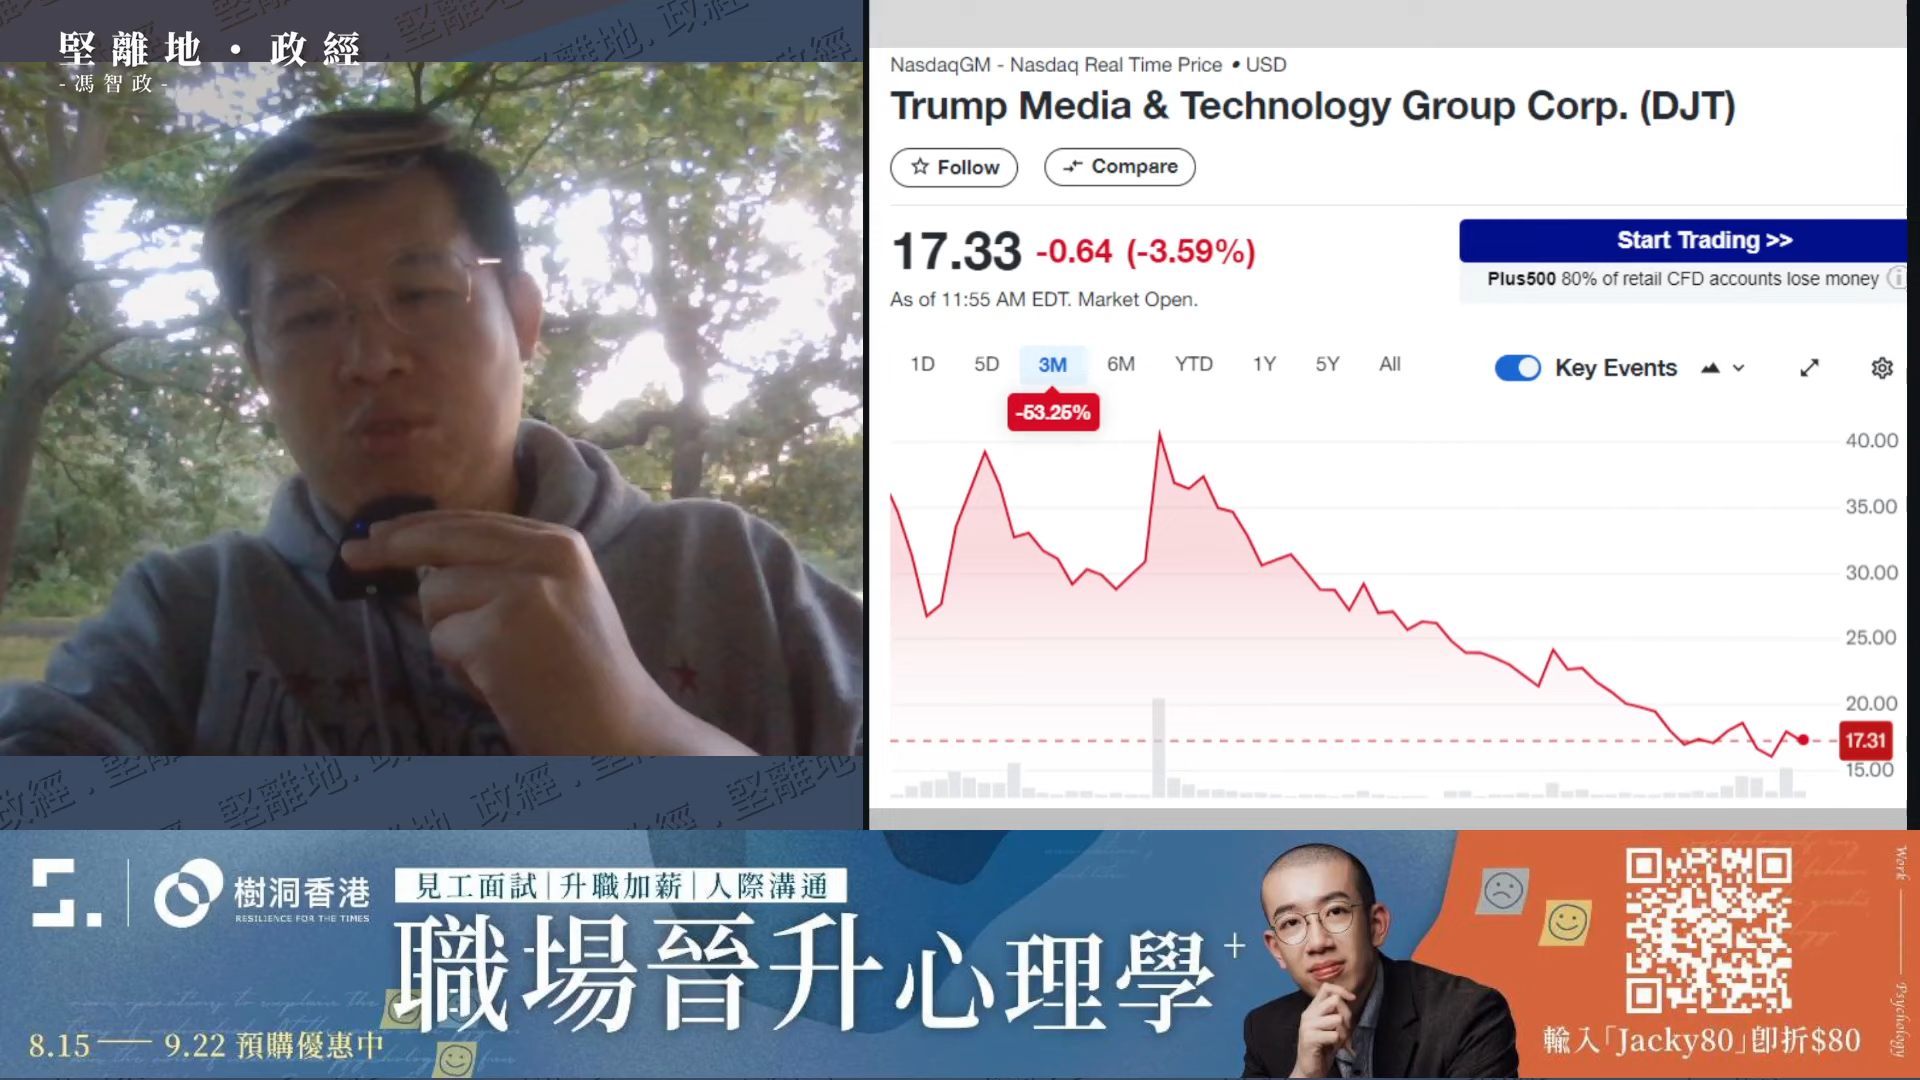 堅離地・政經
-馮智政-
NasdaqGM - Nasdaq Real Time Price • USD
Trump Media & Technology Group Corp. (DJT)
Follow
Compare
17.33 -0.64 (-3.59%)
As of 11:55 AM EDT. Market Open.
Start Trading >>
Plus500 80% of retail CFD accounts lose money
1D 5D 3M 6M YTD 1Y 5Y All
Key Events
-53.25%
40.00
35.00
30.00
25.00
20.00
17.31
15.00
樹洞香港
RESILIENCE FOR THE TIMES
見工面試|升職加薪|人際溝通
職場晉升心理學+
8.15 — 9.22 預購優惠中
輸入「Jacky80」即折$80
Work — Psychology